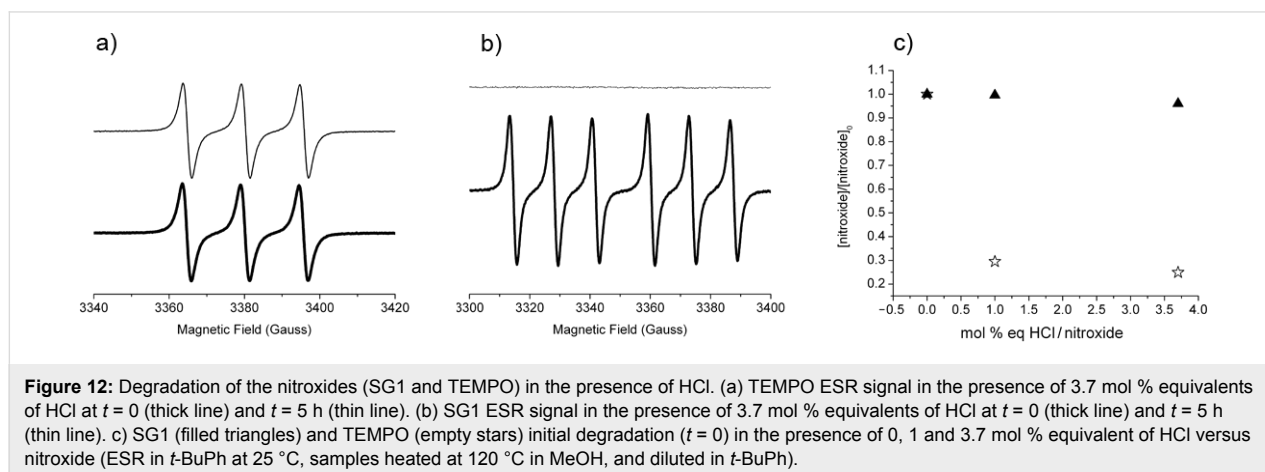 a)
b)
c)
3340 3360 3380 3400 3420
Magnetic Field (Gauss)
3300 3320 3340 3360 3380 3400
Magnetic Field (Gauss)
[nitroxide]/[nitroxide]₀
1.1
1.0
0.9
0.8
0.7
0.6
0.5
0.4
0.3
0.2
−0.5 0.0 0.5 1.0 1.5 2.0 2.5 3.0 3.5 4.0
mol % eq HCl / nitroxide
Figure 12: Degradation of the nitroxides (SG1 and TEMPO) in the presence of HCl. (a) TEMPO ESR signal in the presence of 3.7 mol % equivalents
of HCl at t = 0 (thick line) and t = 5 h (thin line). (b) SG1 ESR signal in the presence of 3.7 mol % equivalents of HCl at t = 0 (thick line) and t = 5 h
(thin line). c) SG1 (filled triangles) and TEMPO (empty stars) initial degradation (t = 0) in the presence of 0, 1 and 3.7 mol % equivalent of HCl versus
nitroxide (ESR in t-BuPh at 25 °C, samples heated at 120 °C in MeOH, and diluted in t-BuPh).